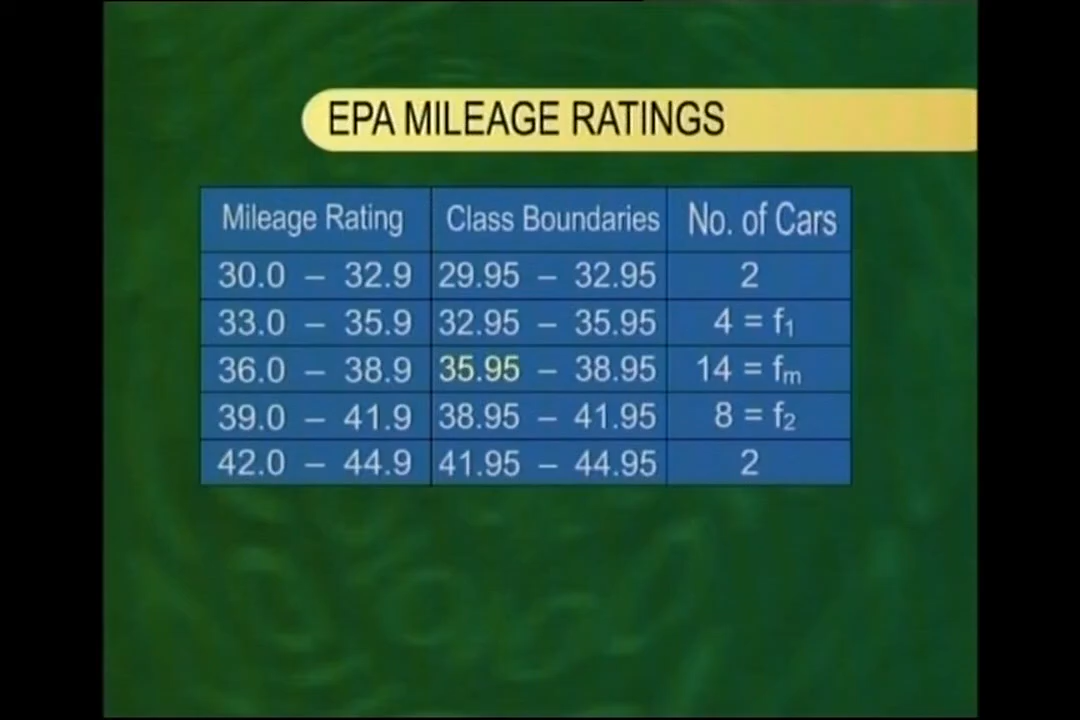 EPA MILEAGE RATINGS
Mileage Rating Class Boundaries No. of Cars
30.0 – 32.9 29.95 – 32.95 2
33.0 – 35.9 32.95 – 35.95 4 = f₁
36.0 – 38.9 35.95 – 38.95 14 = fₘ
39.0 – 41.9 38.95 – 41.95 8 = f₂
42.0 – 44.9 41.95 – 44.95 2